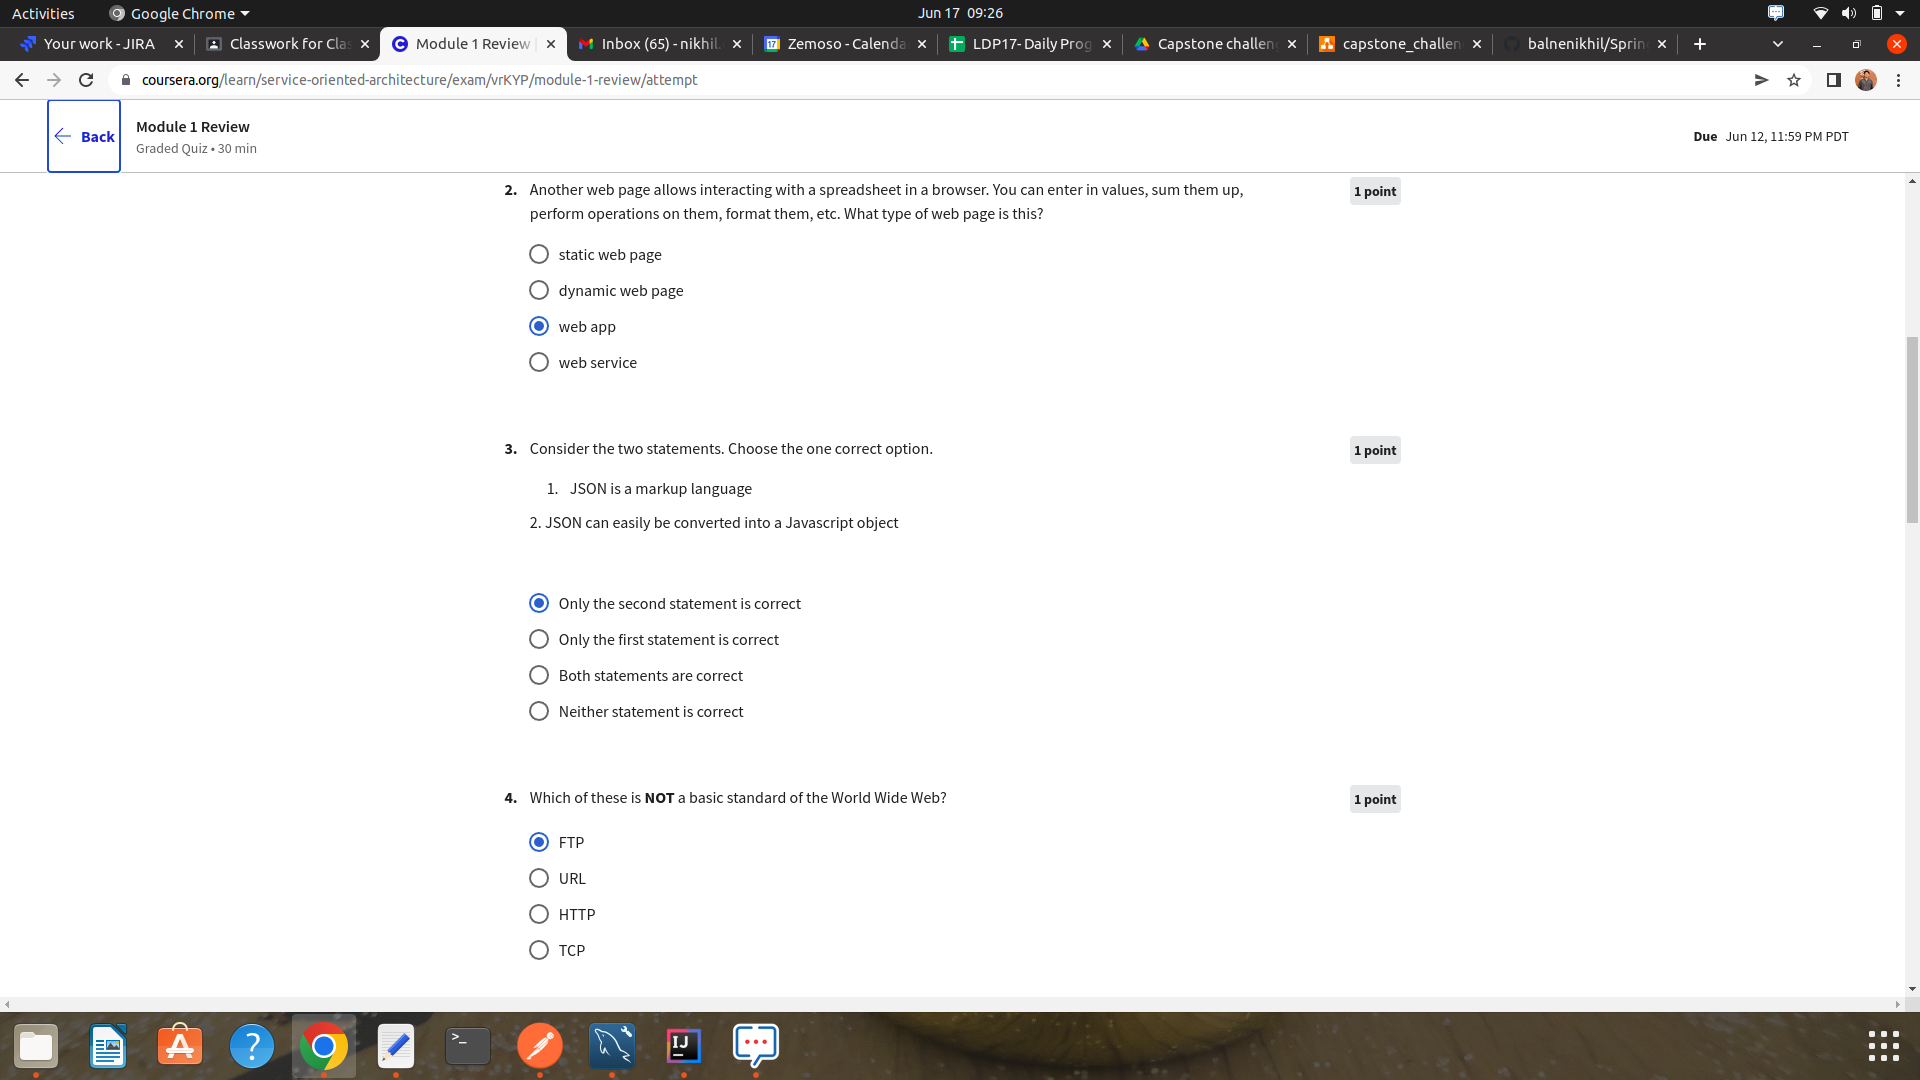 Activities
Google Chrome
Jun 17 09:26
Your work - JIRA
Classwork for Clas
Module 1 Review
Inbox (65) - nikhil.
17 Zemoso - Calenda
LDP17- Daily Prog
Capstone challen
capstone_challen
balnenikhil/Sprin
coursera.org/learn/service-oriented-architecture/exam/vrKYP/module-1-review/attempt
Back
Module 1 Review
Graded Quiz • 30 min
Due Jun 12, 11:59 PM PDT
2. Another web page allows interacting with a spreadsheet in a browser. You can enter in values, sum them up,
perform operations on them, format them, etc. What type of web page is this?
1 point
static web page
dynamic web page
web app
web service
3. Consider the two statements. Choose the one correct option.
1 point
1. JSON is a markup language
2. JSON can easily be converted into a Javascript object
Only the second statement is correct
Only the first statement is correct
Both statements are correct
Neither statement is correct
4. Which of these is NOT a basic standard of the World Wide Web?
1 point
FTP
URL
HTTP
TCP
>_
IJ